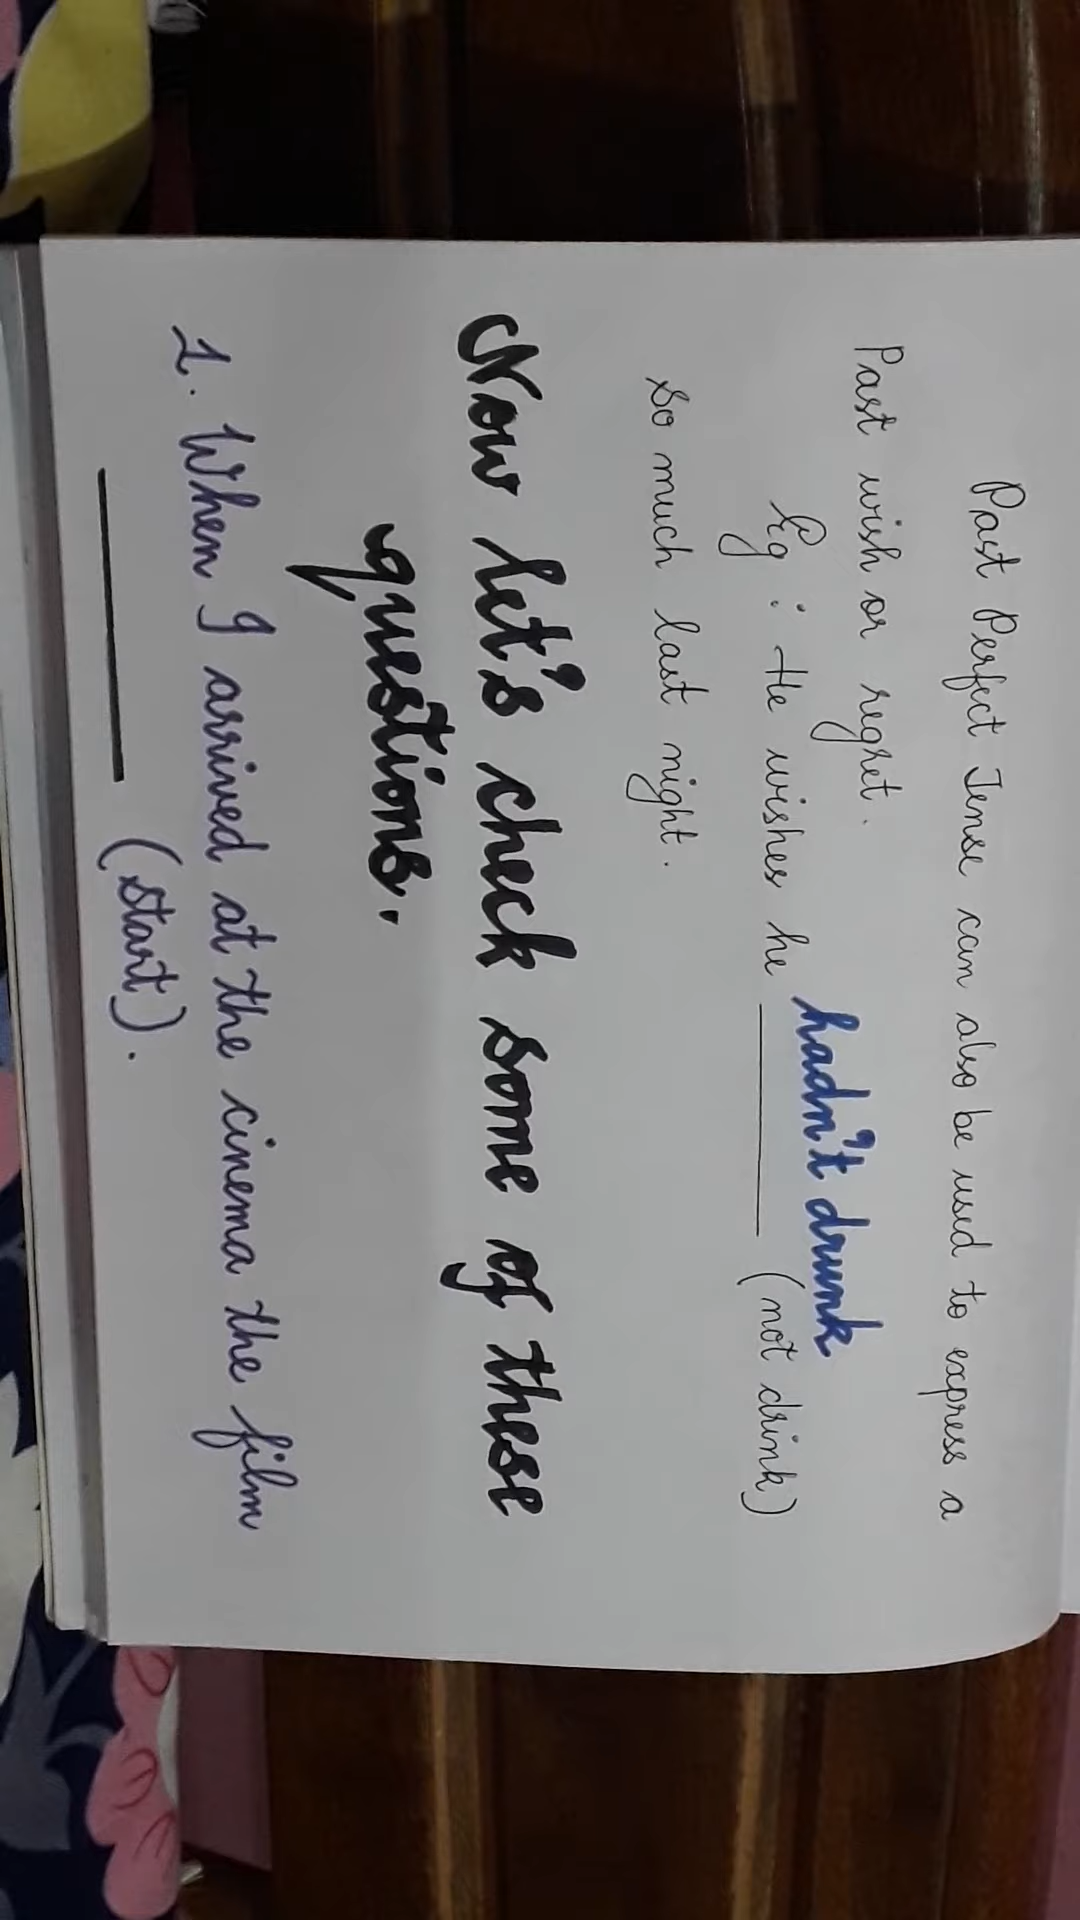 Past Perfect Tense can also be used to express a
Past wish or regret.
Eg : He wishes he hadn't drunk (not drink)
so much last night.
Now let's check some of these
questions.
1. When I arrived at the cinema the film
_______ (start).